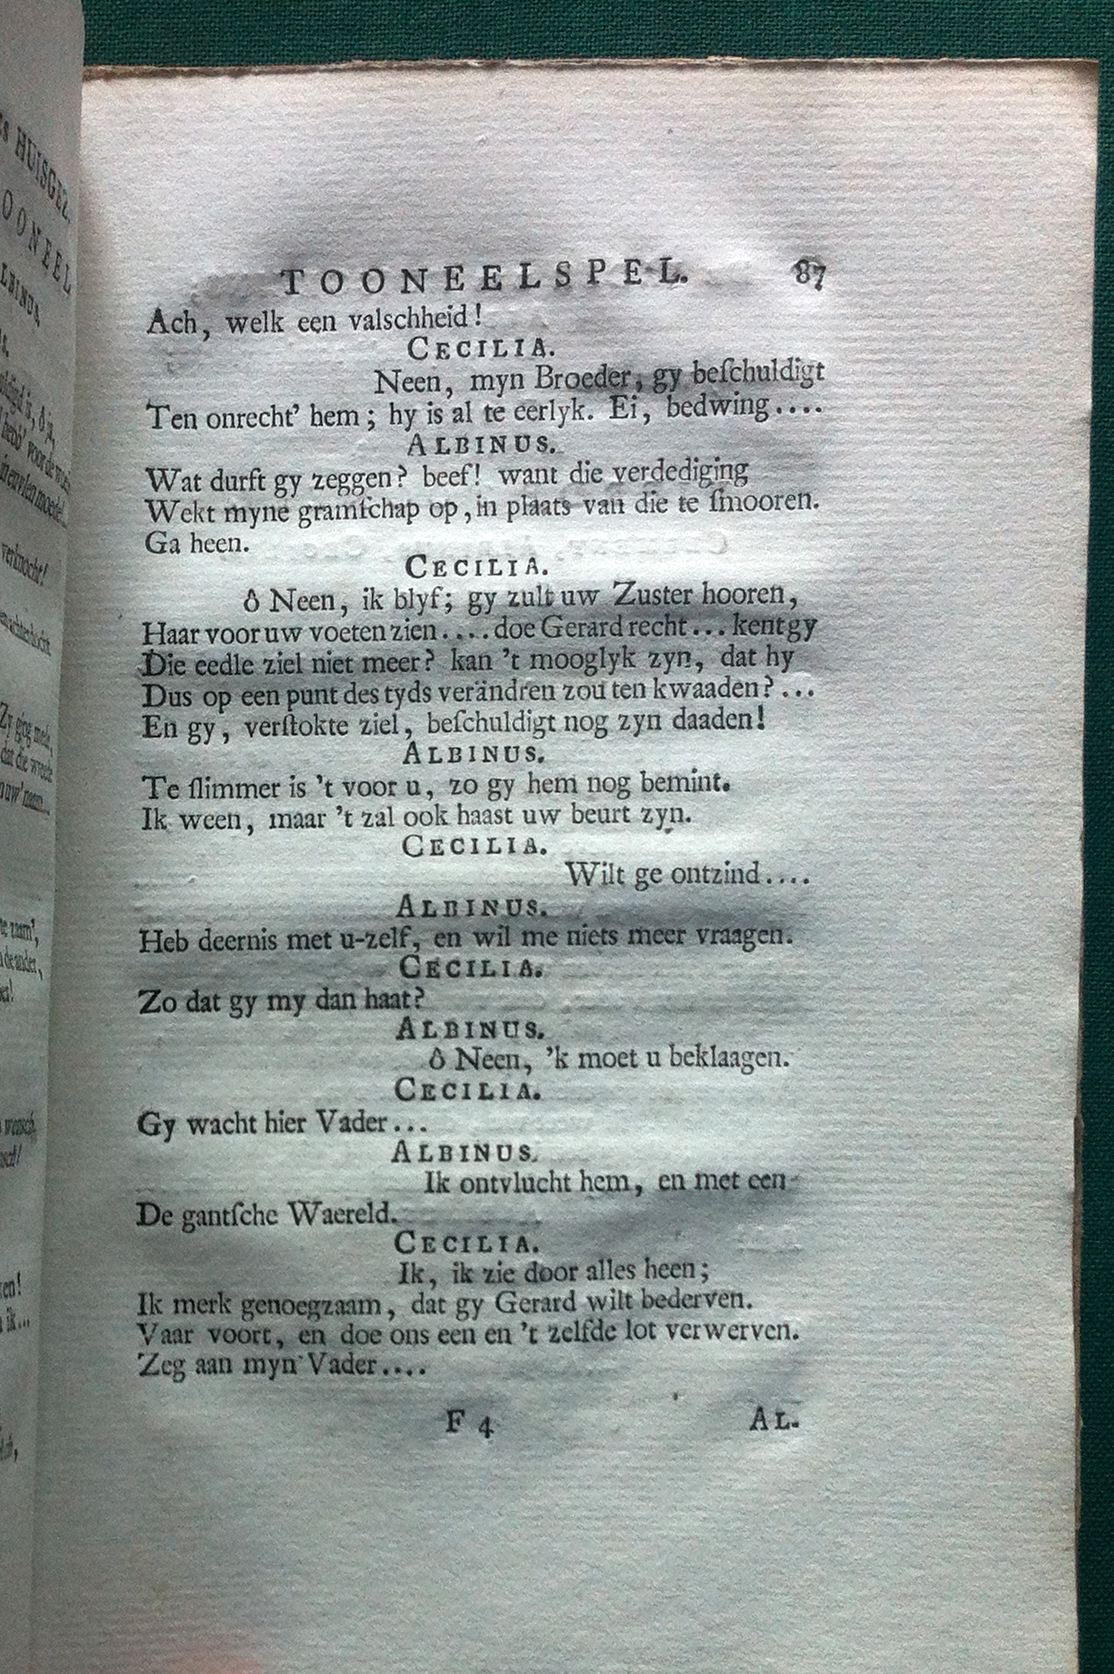 TOONEELSPEL. 87
Ach, welk een valschheid!
CECILIA.
Neen, myn Broeder, gy beſchuldigt
Ten onrecht' hem; hy is al te eerlyk. Ei, bedwing....
ALBINUS.
Wat durft gy zeggen? beef! want die verdediging
Wekt myne gramſchap op, in plaats van die te ſmooren.
Ga heen.
CECILIA.
ô Neen, ik blyf; gy zult uw Zuster hooren,
Haar voor uw voeten zien.... doe Gerard recht... kent gy
Die eedle ziel niet meer? kan 't mooglyk zyn, dat hy
Dus op een punt des tyds verändren zou ten kwaaden?...
En gy, verſtokte ziel, beſchuldigt nog zyn daaden!
ALBINUS.
Te ſlimmer is 't voor u, zo gy hem nog bemint.
Ik ween, maar 't zal ook haast uw beurt zyn.
CECILIA.
Wilt ge ontzind....
ALBINUS.
Heb deernis met u-zelf, en wil me niets meer vraagen.
CECILIA.
Zo dat gy my dan haat?
ALBINUS.
ô Neen, 'k moet u beklaagen.
CECILIA.
Gy wacht hier Vader...
ALBINUS.
Ik ontvlucht hem, en met een
De gantſche Waereld.
CECILIA.
Ik, ik zie door alles heen;
Ik merk genoegzaam, dat gy Gerard wilt bederven.
Vaar voort, en doe ons een en 't zelfde lot verwerven.
Zeg aan myn Vader....
F 4 AL-